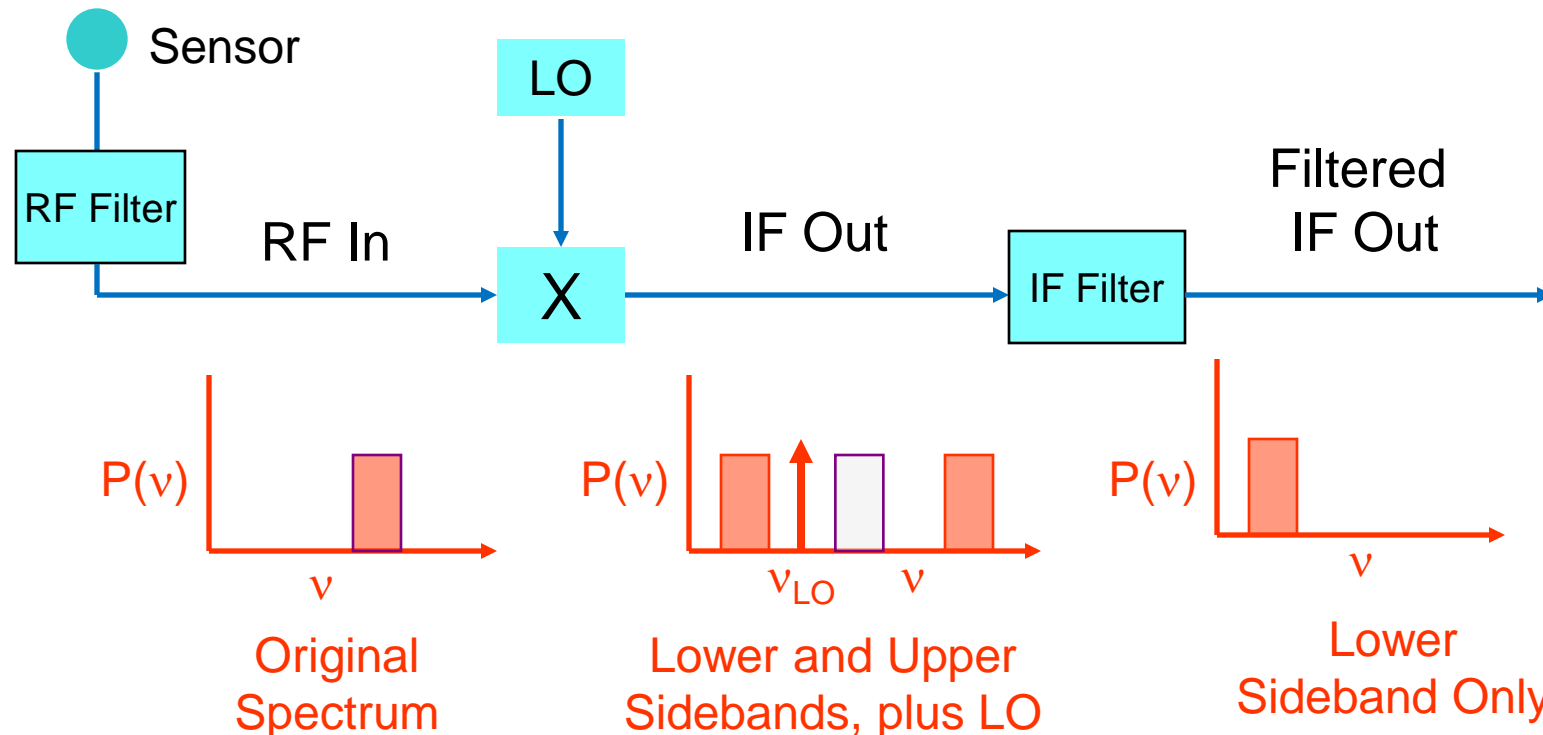 Sensor
LO
RF Filter
RF In
X
IF Out
IF Filter
Filtered
IF Out
P(ν)
ν
Original
Spectrum
P(ν)
ν_LO
ν
Lower and Upper
Sidebands, plus LO
P(ν)
ν
Lower
Sideband Only